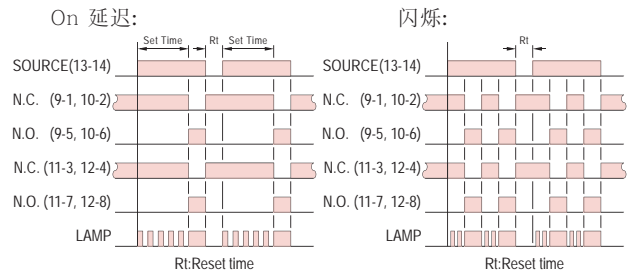 On 延迟:
Set Time Rt Set Time
SOURCE(13-14)
N.C. (9-1, 10-2)
N.O. (9-5, 10-6)
N.C. (11-3, 12-4)
N.O. (11-7, 12-8)
LAMP
Rt:Reset time
闪烁:
Rt
SOURCE(13-14)
N.C. (9-1, 10-2)
N.O. (9-5, 10-6)
N.C. (11-3, 12-4)
N.O. (11-7, 12-8)
LAMP
Rt:Reset time